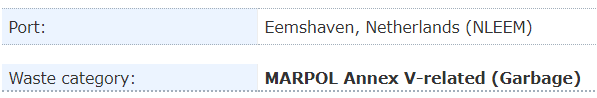 Port: Eemshaven, Netherlands (NLEEM)
Waste category: MARPOL Annex V-related (Garbage)